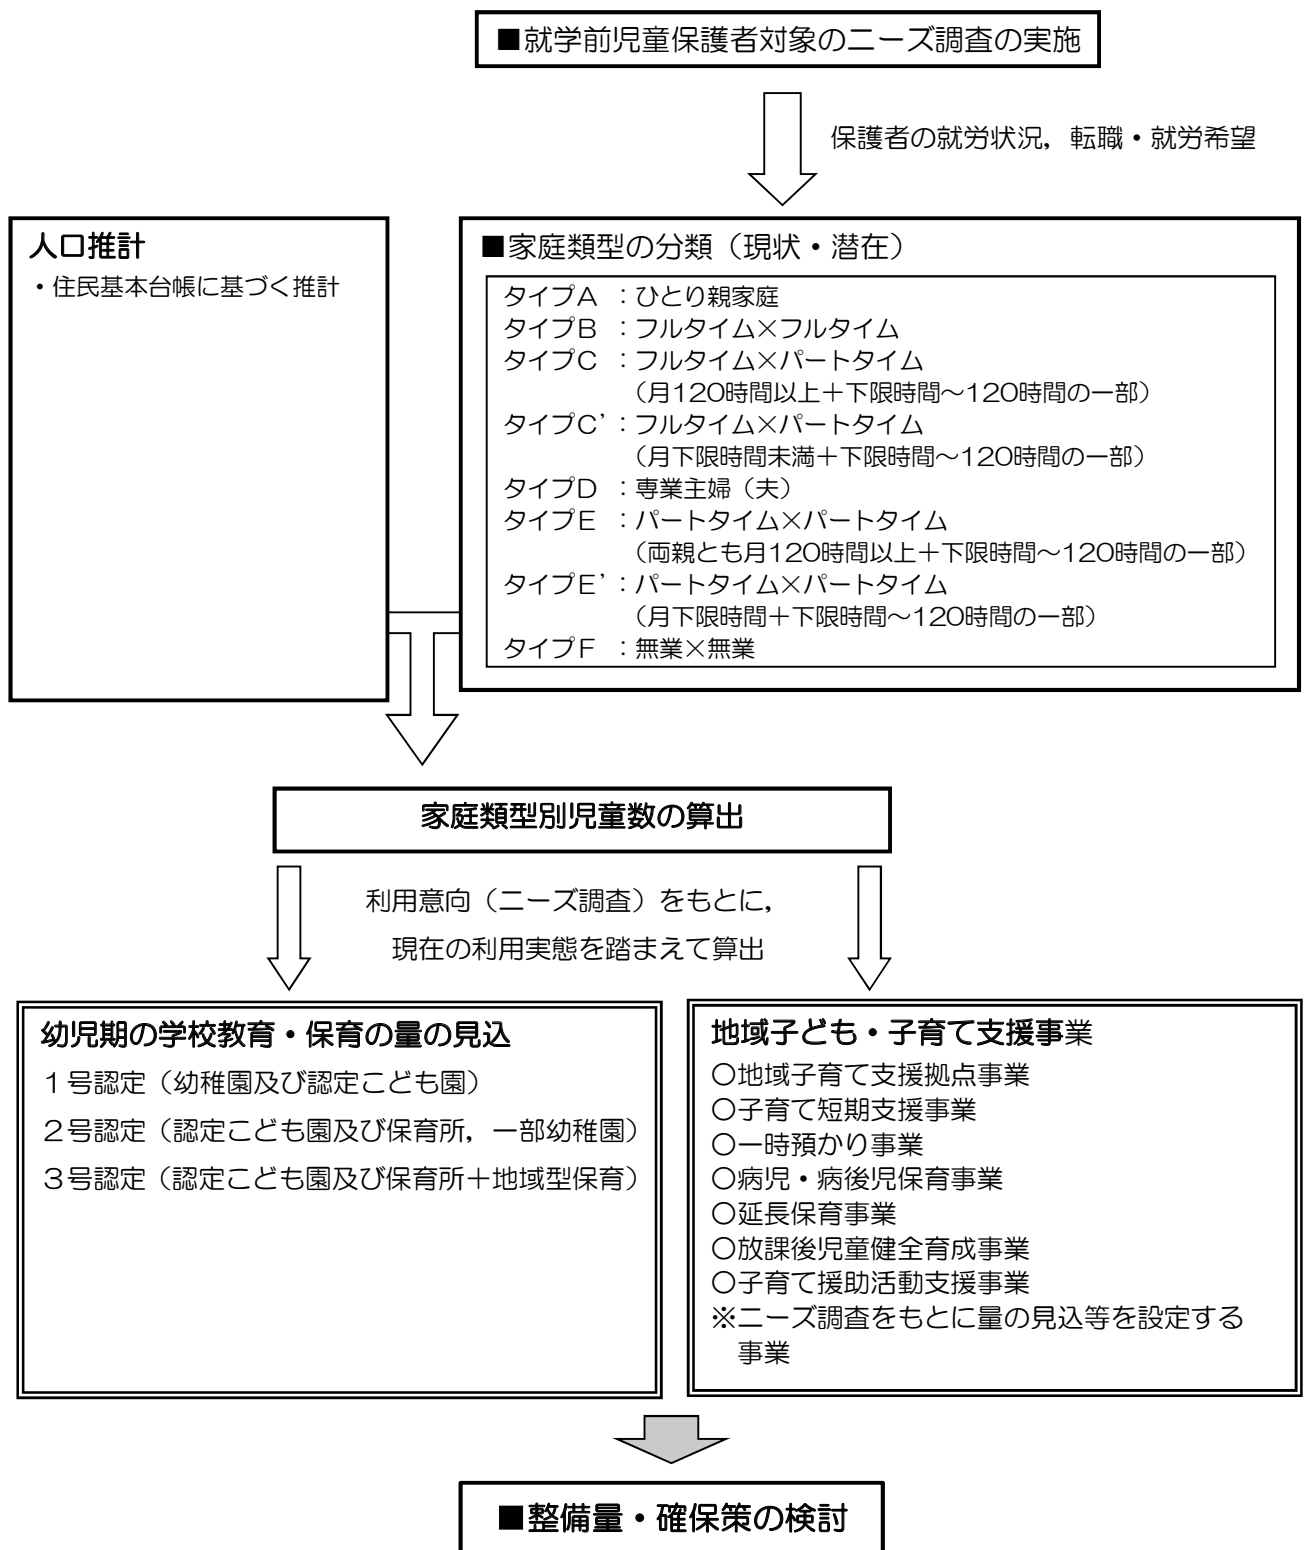 ■就学前児童保護者対象のニーズ調査の実施
保護者の就労状況，転職・就労希望
人口推計
・住民基本台帳に基づく推計
■家庭類型の分類（現状・潜在）
タイプA ：ひとり親家庭
タイプB ：フルタイム×フルタイム
タイプC ：フルタイム×パートタイム
（月120時間以上＋下限時間～120時間の一部）
タイプC’：フルタイム×パートタイム
（月下限時間未満＋下限時間～120時間の一部）
タイプD ：専業主婦（夫）
タイプE ：パートタイム×パートタイム
（両親とも月120時間以上＋下限時間～120時間の一部）
タイプE’：パートタイム×パートタイム
（月下限時間＋下限時間～120時間の一部）
タイプF ：無業×無業
家庭類型別児童数の算出
利用意向（ニーズ調査）をもとに，
現在の利用実態を踏まえて算出
幼児期の学校教育・保育の量の見込
１号認定（幼稚園及び認定こども園）
２号認定（認定こども園及び保育所，一部幼稚園）
３号認定（認定こども園及び保育所＋地域型保育）
地域子ども・子育て支援事業
○地域子育て支援拠点事業
○子育て短期支援事業
○一時預かり事業
○病児・病後児保育事業
○延長保育事業
○放課後児童健全育成事業
○子育て援助活動支援事業
※ニーズ調査をもとに量の見込等を設定する
事業
■整備量・確保策の検討